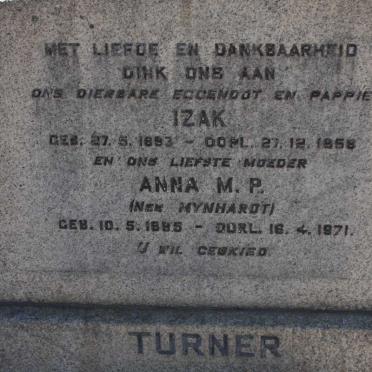 MET LIEFDE EN DANKBAARHEID
DINK ONS AAN
ONS DIERBARE EGGENOOT EN PAPPIE
IZAK
GEB. 27.5.1893 - OORL. 27.12.1958
EN ONS LIEFSTE MOEDER
ANNA M. P.
(NEE MYNHARDT)
GEB. 10.5.1895 - OORL. 16.4.1971.
U WIL GESKIED.
TURNER